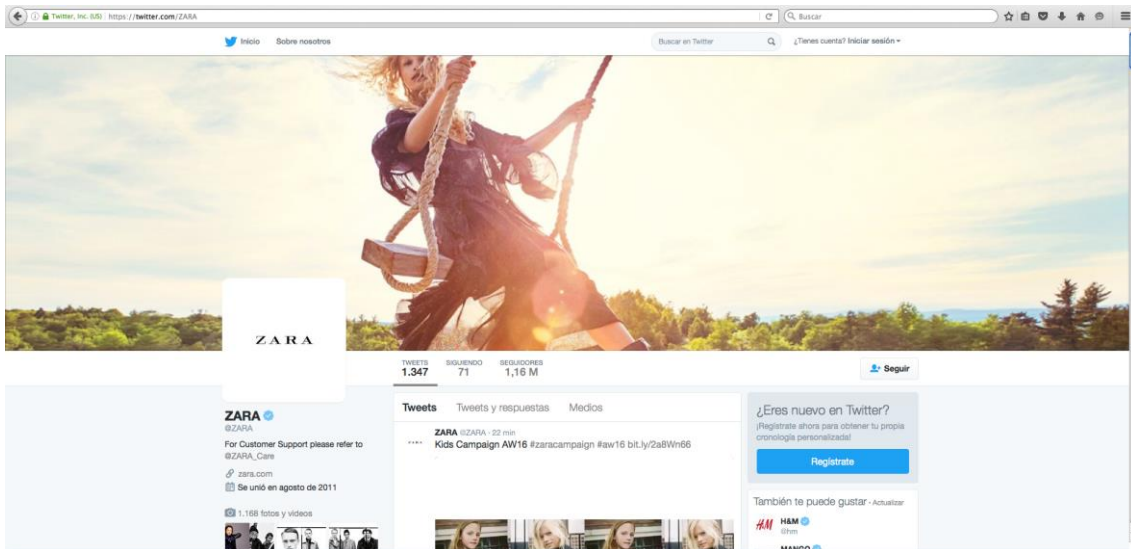 Twitter, Inc. (US) https://twitter.com/ZARA
Buscar
Inicio Sobre nosotros
Buscar en Twitter
¿Tienes cuenta? Iniciar sesión
ZARA
TWEETS SIGUIENDO SEGUIDORES
1.347 71 1,16 M
Seguir
ZARA
@ZARA
For Customer Support please refer to
@ZARA_Care
zara.com
Se unió en agosto de 2011
1.168 fotos y videos
Tweets Tweets y respuestas Medios
ZARA @ZARA · 22 min
Kids Campaign AW16 #zaracampaign #aw16 bit.ly/2a8Wn66
¿Eres nuevo en Twitter?
¡Regístrate ahora para obtener tu propia
cronología personalizada!
Regístrate
También te puede gustar · Actualizar
H&M H&M
@hm
MANGO